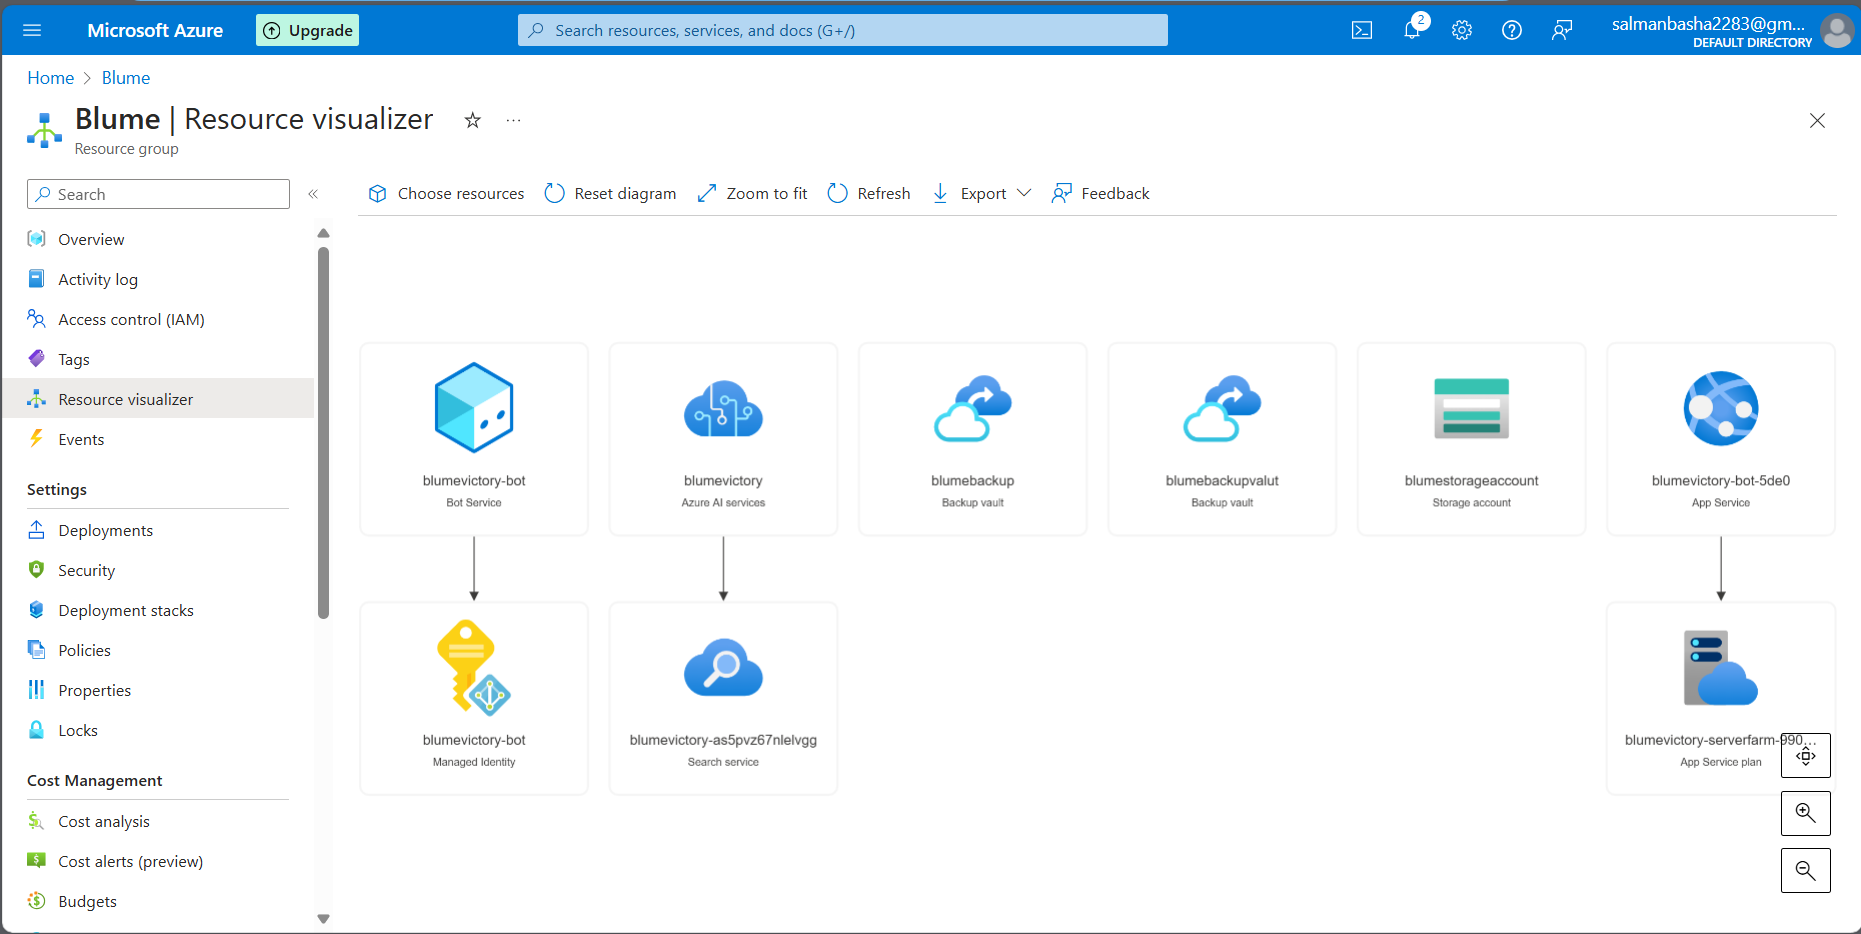 Microsoft Azure
Upgrade
Search resources, services, and docs (G+/)
2
salmanbasha2283@gm...
DEFAULT DIRECTORY
Home > Blume
Blume | Resource visualizer
Resource group
Search
Choose resources
Reset diagram
Zoom to fit
Refresh
Export
Feedback
Overview
Activity log
Access control (IAM)
Tags
Resource visualizer
Events
Settings
Deployments
Security
Deployment stacks
Policies
Properties
Locks
Cost Management
Cost analysis
Cost alerts (preview)
Budgets
blumevictory-bot
Bot Service
blumevictory
Azure AI services
blumebackup
Backup vault
blumebackupvalut
Backup vault
blumestorageaccount
Storage account
blumevictory-bot-5de0
App Service
blumevictory-bot
Managed Identity
blumevictory-as5pvz67nlelvgg
Search service
blumevictory-serverfarm-990...
App Service plan